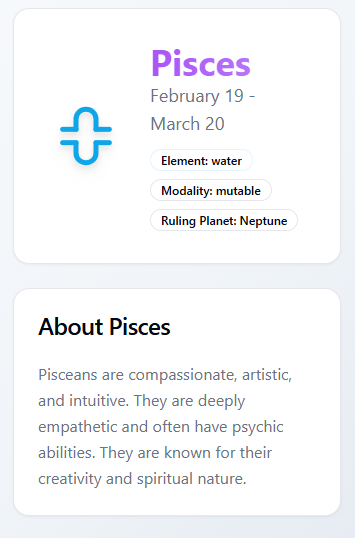 Pisces
February 19 -
March 20
Element: water
Modality: mutable
Ruling Planet: Neptune
About Pisces
Pisceans are compassionate, artistic,
and intuitive. They are deeply
empathetic and often have psychic
abilities. They are known for their
creativity and spiritual nature.